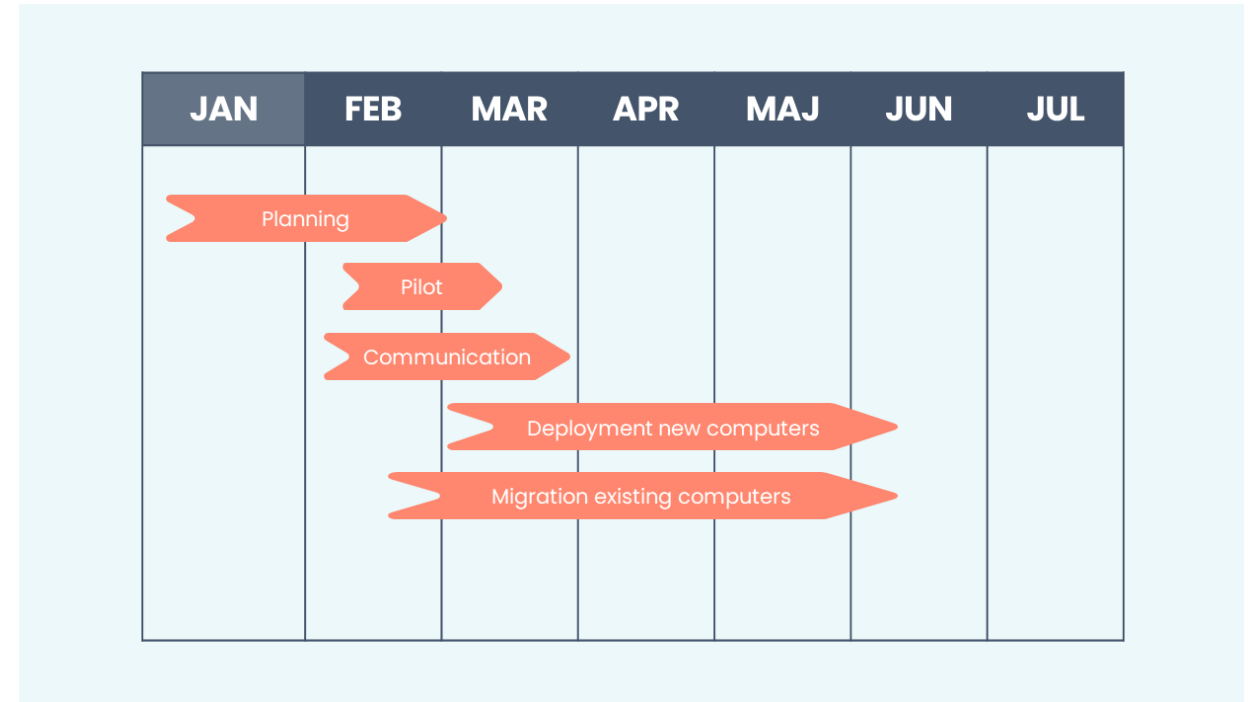 JAN FEB MAR APR MAJ JUN JUL
Planning
Pilot
Communication
Deployment new computers
Migration existing computers